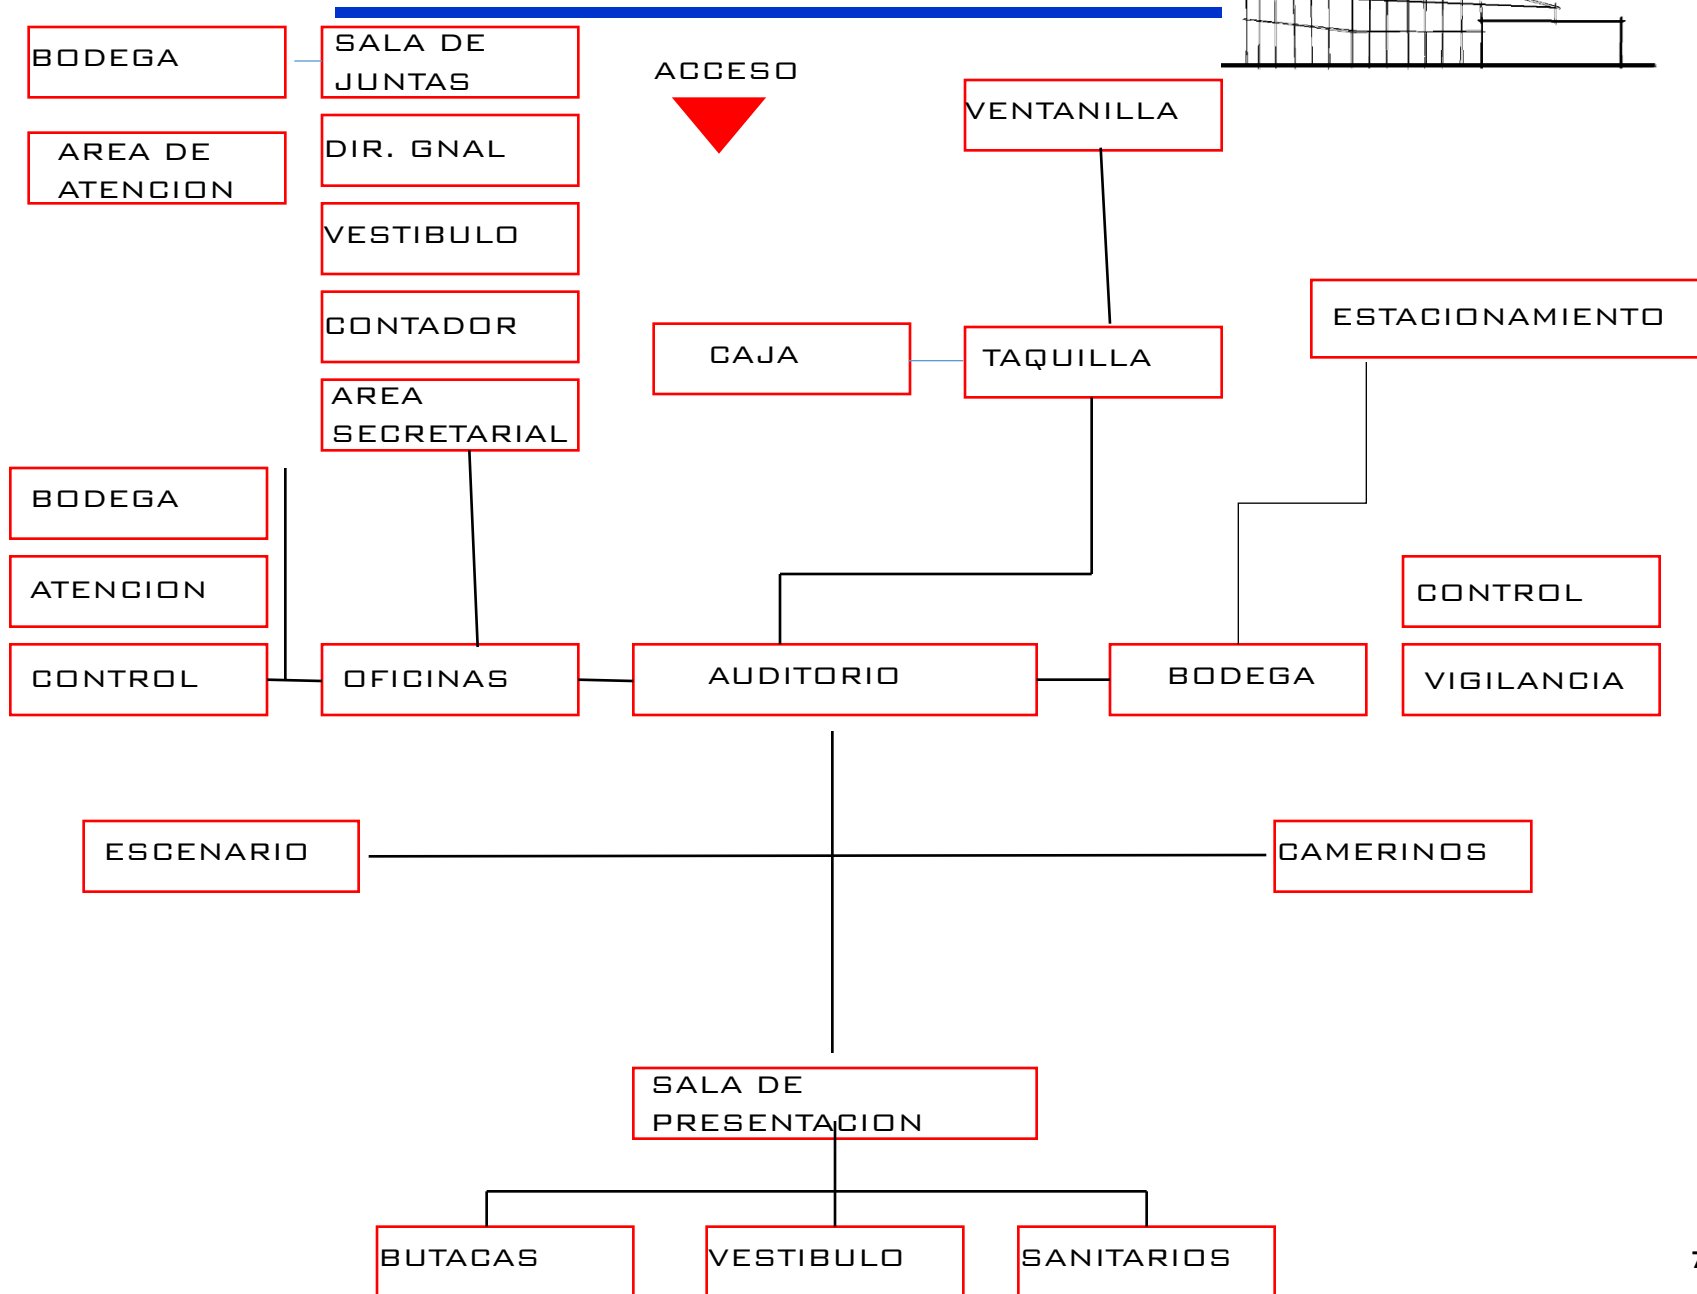 BODEGA
SALA DE
JUNTAS
ACCESO
VENTANILLA
AREA DE
ATENCION
DIR. GNAL
VESTIBULO
CONTADOR
CAJA
TAQUILLA
ESTACIONAMIENTO
AREA
SECRETARIAL
BODEGA
ATENCION
CONTROL
CONTROL
OFICINAS
AUDITORIO
BODEGA
VIGILANCIA
ESCENARIO
CAMERINOS
SALA DE
PRESENTACION
BUTACAS
VESTIBULO
SANITARIOS